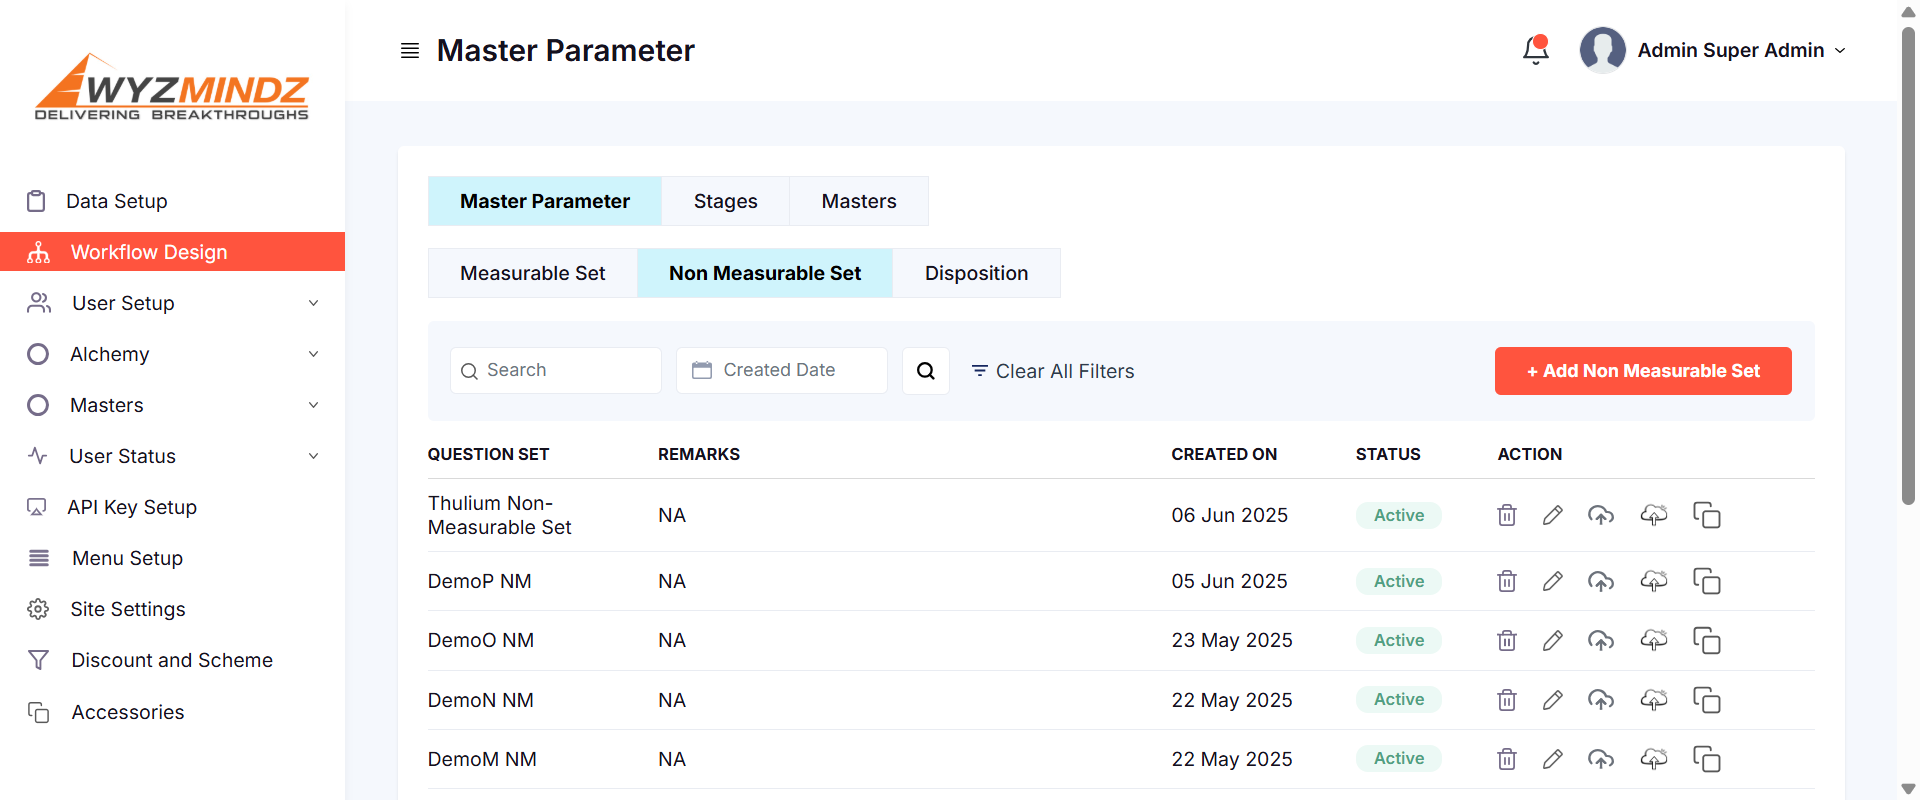 WYZMINDZ
DELIVERING BREAKTHROUGHS
Data Setup
Workflow Design
User Setup
Alchemy
Masters
User Status
API Key Setup
Menu Setup
Site Settings
Discount and Scheme
Accessories
Master Parameter
Admin Super Admin
Master Parameter Stages Masters
Measurable Set Non Measurable Set Disposition
Search Created Date Clear All Filters + Add Non Measurable Set
QUESTION SET REMARKS CREATED ON STATUS ACTION
Thulium Non-
Measurable Set NA 06 Jun 2025 Active
DemoP NM NA 05 Jun 2025 Active
DemoO NM NA 23 May 2025 Active
DemoN NM NA 22 May 2025 Active
DemoM NM NA 22 May 2025 Active